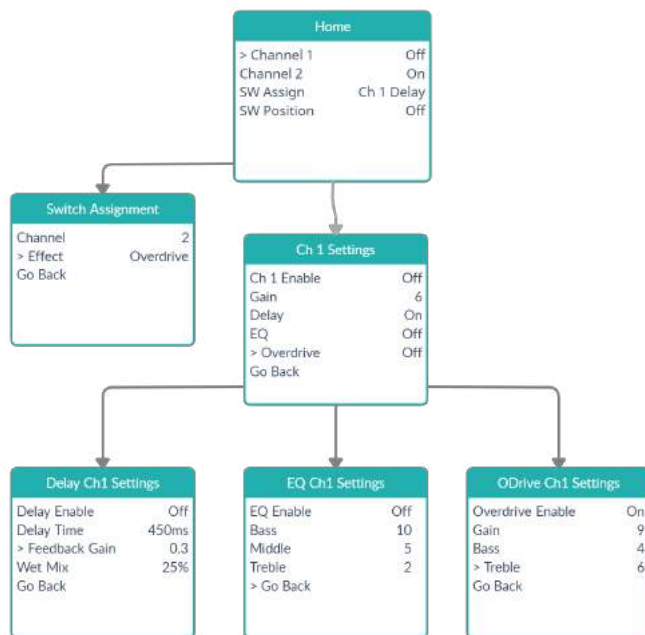 Home
> Channel 1 Off
Channel 2 On
SW Assign Ch 1 Delay
SW Position Off
Switch Assignment
Channel 2
> Effect Overdrive
Go Back
Ch 1 Settings
Ch 1 Enable Off
Gain 6
Delay On
EQ Off
> Overdrive Off
Go Back
Delay Ch1 Settings
Delay Enable Off
Delay Time 450ms
> Feedback Gain 0.3
Wet Mix 25%
Go Back
EQ Ch1 Settings
EQ Enable Off
Bass 10
Middle 5
Treble 2
> Go Back
ODrive Ch1 Settings
Overdrive Enable On
Gain 9
Bass 4
> Treble 6
Go Back